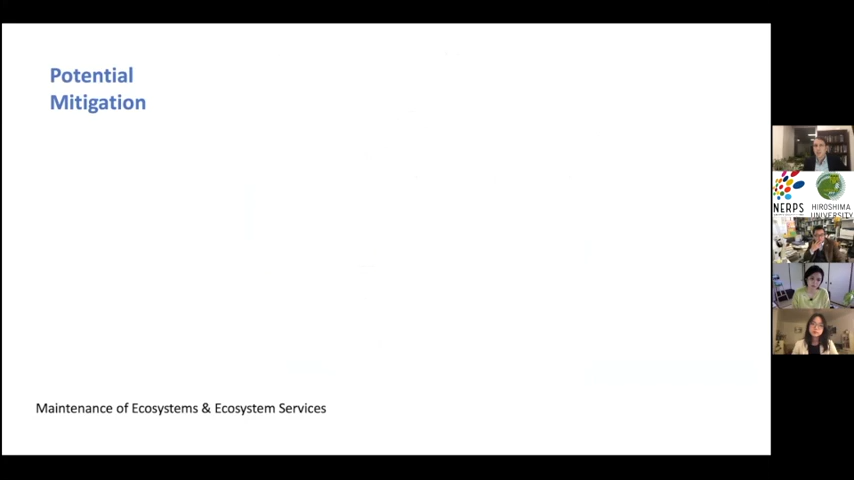 Potential
Mitigation
NERPS
HIROSHIMA
UNIVERSITY
Maintenance of Ecosystems & Ecosystem Services